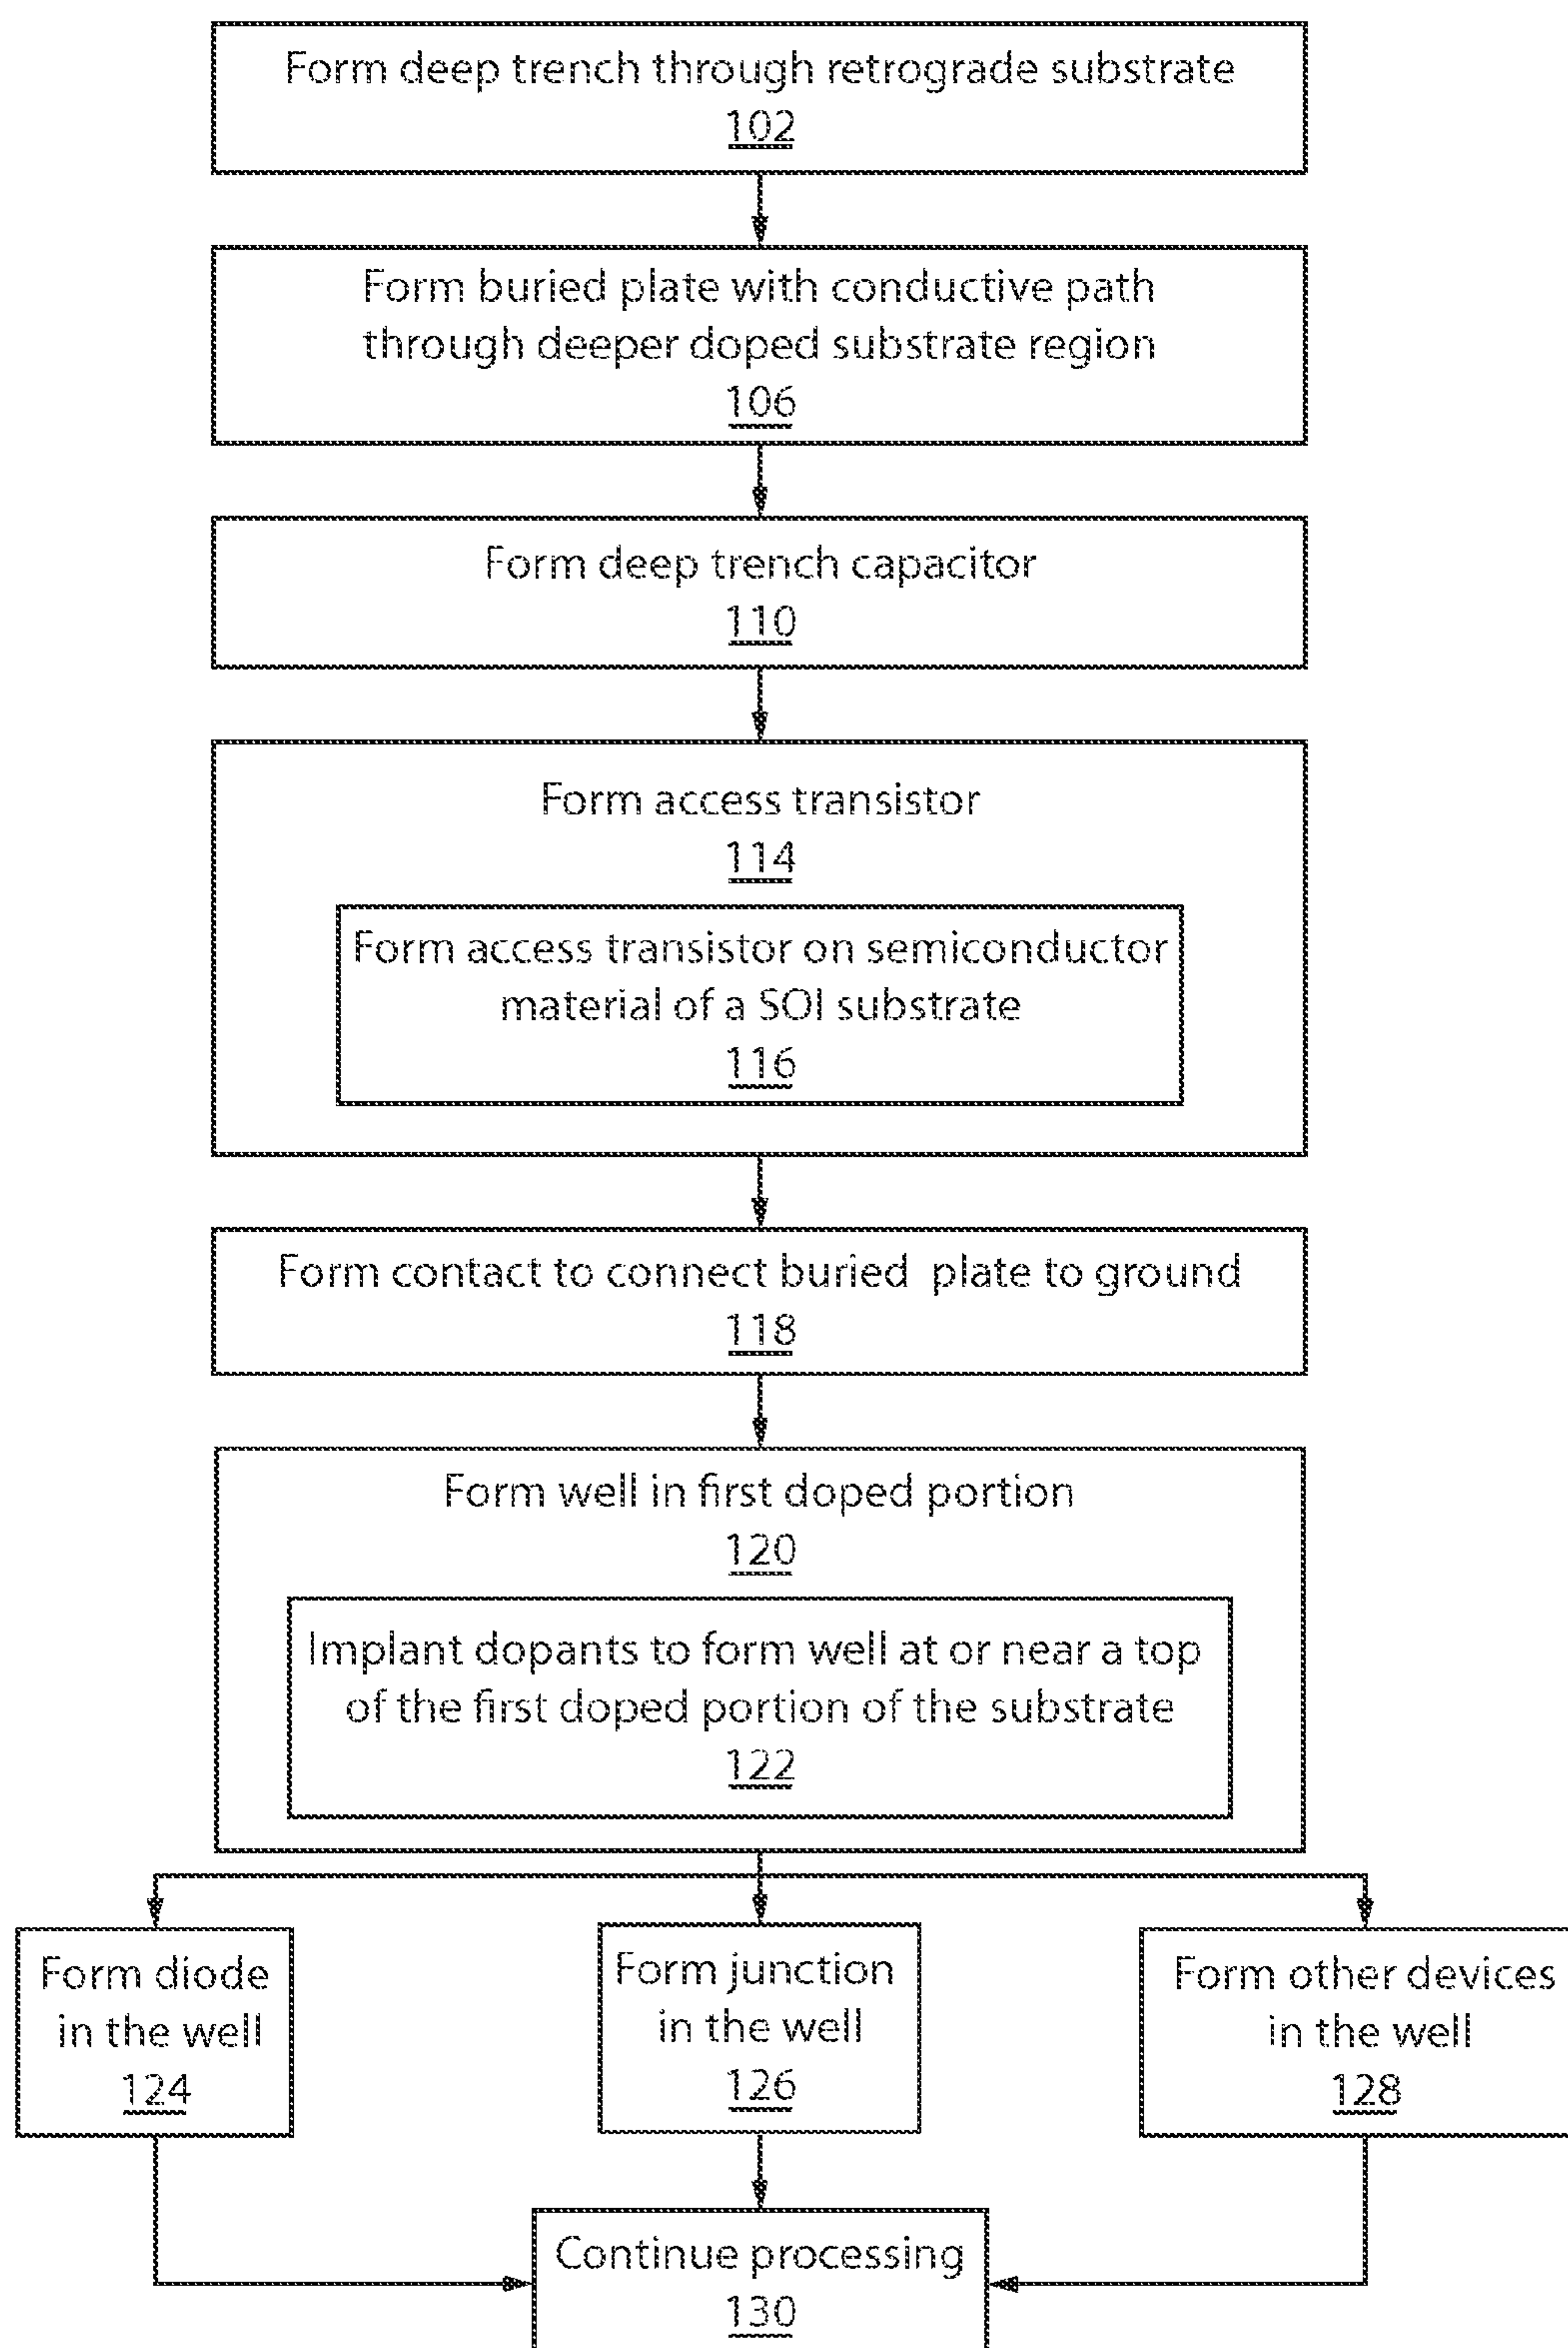 Form deep trench through retrograde substrate
102
Form buried plate with conductive path
through deeper doped substrate region
106
Form deep trench capacitor
110
Form access transistor
114
Form access transistor on semiconductor
material of a SOI substrate
116
Form contact to connect buried plate to ground
118
Form well in first doped portion
120
Implant dopants to form well at or near a top
of the first doped portion of the substrate
122
Form diode
in the well
124
Form junction
in the well
126
Form other devices
in the well
128
Continue processing
130